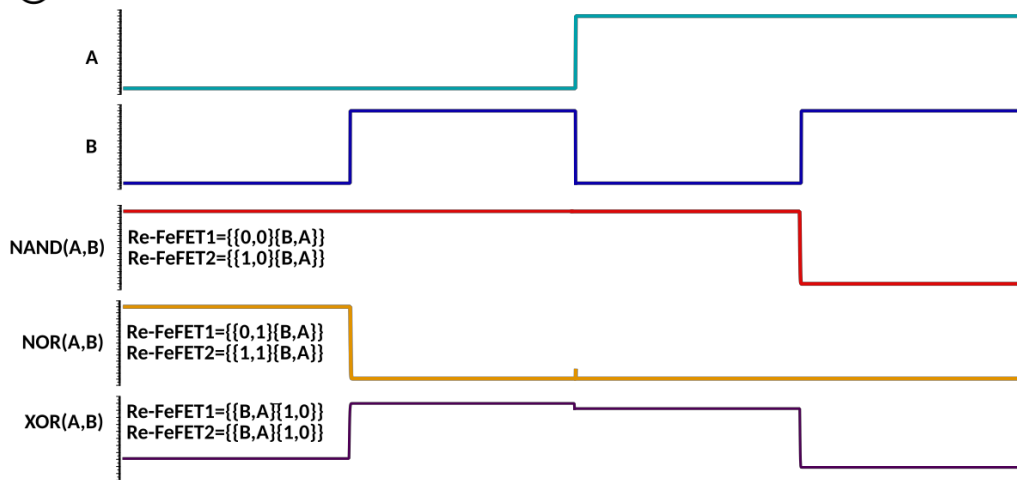 A
B
NAND(A,B)
Re-FeFET1={{0,0}{B,A}}
Re-FeFET2={{1,0}{B,A}}
NOR(A,B)
Re-FeFET1={{0,1}{B,A}}
Re-FeFET2={{1,1}{B,A}}
XOR(A,B)
Re-FeFET1={{B,A}{1,0}}
Re-FeFET2={{B,A}{1,0}}